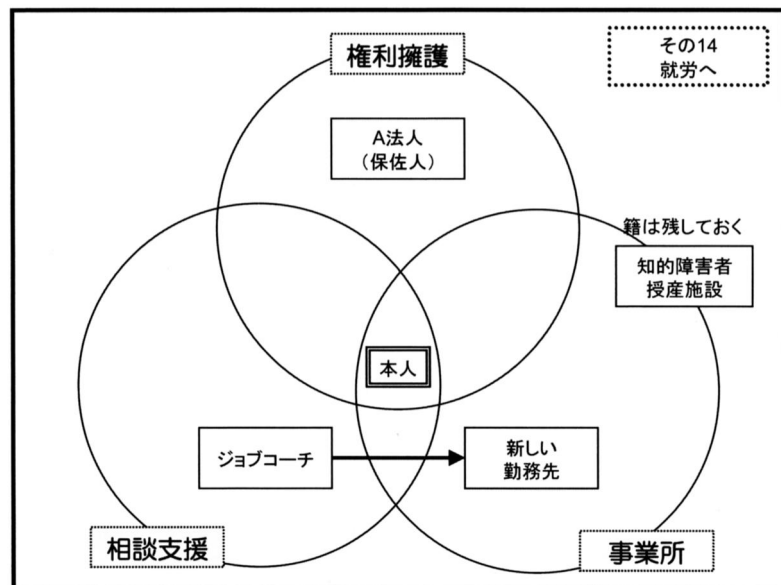 その14
就労へ
権利擁護
A法人
（保佐人）
籍は残しておく
知的障害者
授産施設
本人
ジョブコーチ
新しい
勤務先
相談支援
事業所